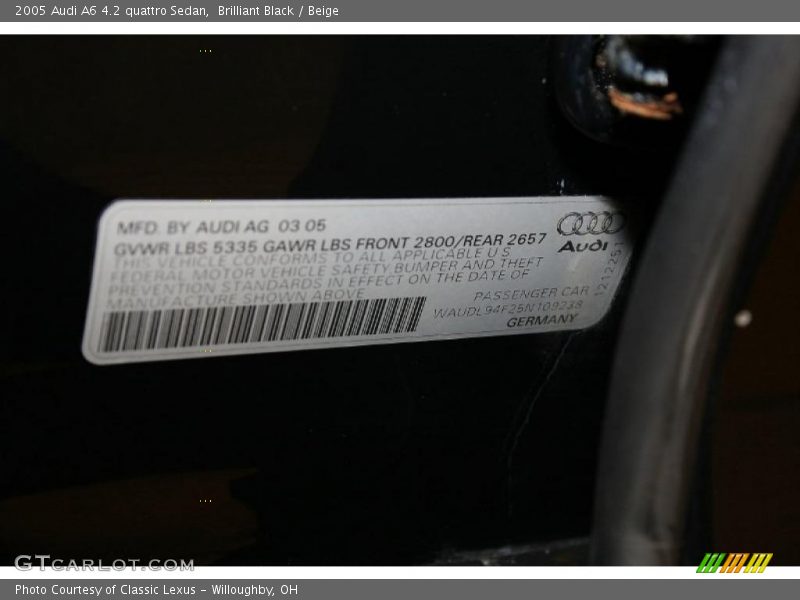 2005 Audi A6 4.2 quattro Sedan, Brilliant Black / Beige
MFD. BY AUDI AG 03 05
GVWR LBS 5335 GAWR LBS FRONT 2800/REAR 2657
THIS VEHICLE CONFORMS TO ALL APPLICABLE U S
FEDERAL MOTOR VEHICLE SAFETY BUMPER AND THEFT
PREVENTION STANDARDS IN EFFECT ON THE DATE OF
MANUFACTURE SHOWN ABOVE
PASSENGER CAR
WAUDL94F25N109238
GERMANY
Audi
GTCARLOT.COM
Photo Courtesy of Classic Lexus - Willoughby, OH